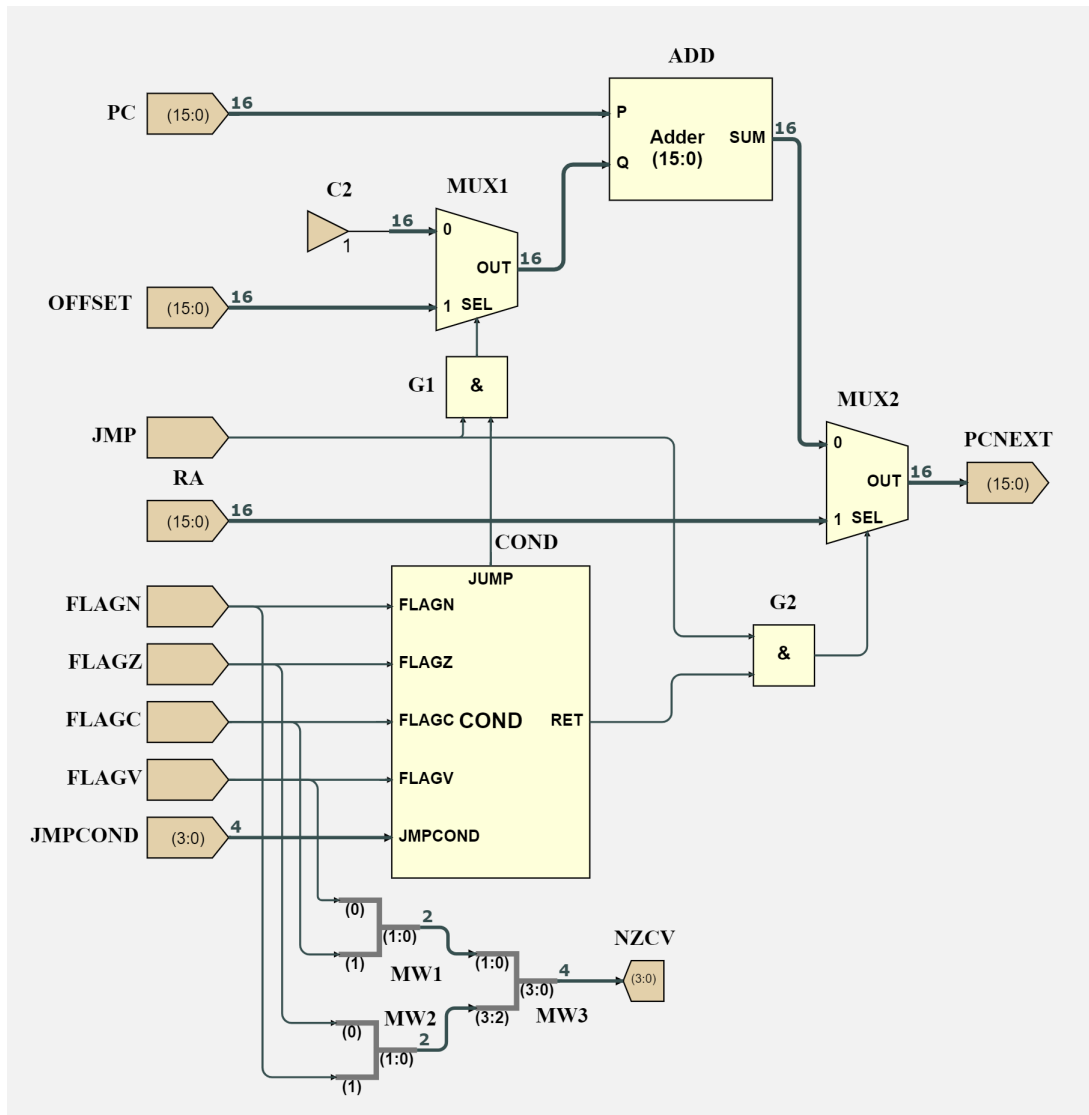 ADD
PC
(15:0)
16
P
Adder
(15:0)
SUM
16
Q
C2
MUX1
1
16
0
OUT
16
OFFSET
(15:0)
16
1
SEL
G1
&
MUX2
JMP
0
PCNEXT
OUT
16
(15:0)
RA
(15:0)
16
1
SEL
COND
JUMP
FLAGN
FLAGN
G2
&
FLAGZ
FLAGZ
FLAGC
FLAGC
COND
RET
FLAGV
FLAGV
JMPCOND
(3:0)
4
JMPCOND
(0)
2
(1:0)
(1)
MW1
NZCV
(1:0)
4
(3:0)
(3:0)
(3:2)
MW3
MW2
(0)
2
(1:0)
(1)